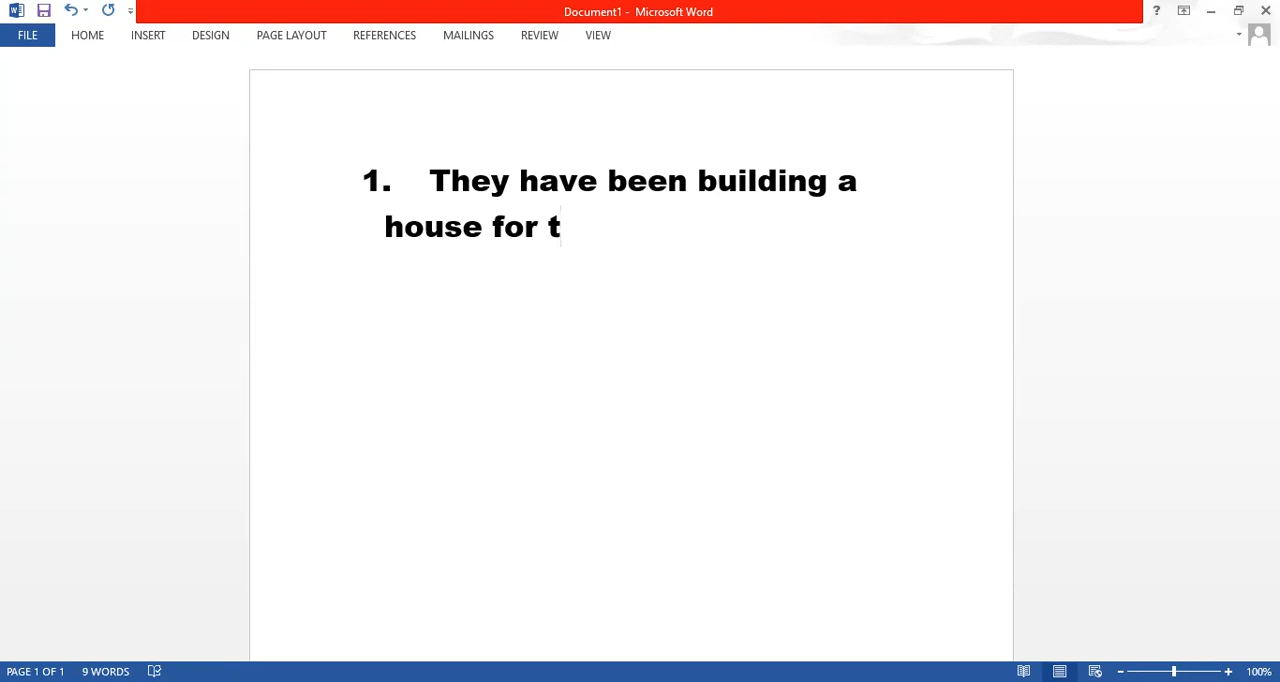 Document1 - Microsoft Word
?
FILE HOME INSERT DESIGN PAGE LAYOUT REFERENCES MAILINGS REVIEW VIEW
1. They have been building a
house for t
PAGE 1 OF 1 9 WORDS 100%